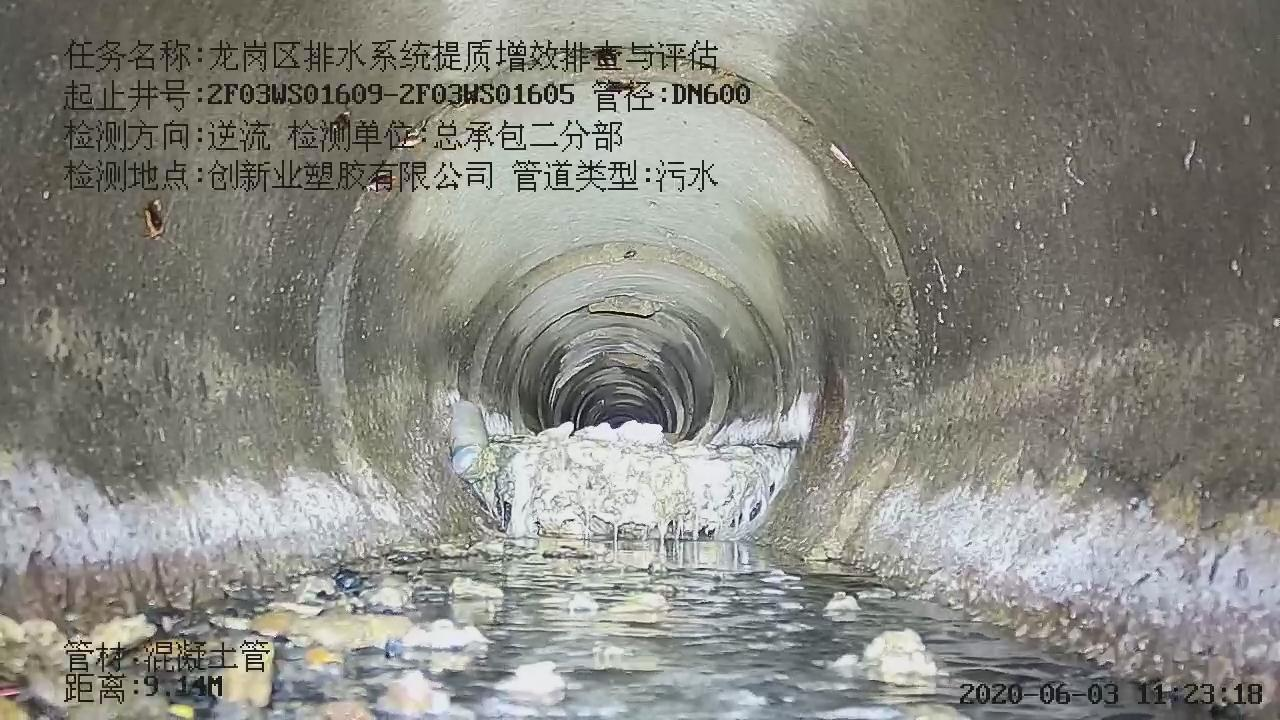 任务名称:龙岗区排水系统提质增效排查与评估
起止井号:2F03WS01609-2F03WS01605 管径:DN600
检测方向:逆流 检测单位:总承包二分部
检测地点:创新业塑胶有限公司 管道类型:污水
管材:混凝土管
距离:9.14M
2020-06-03 11:23:18